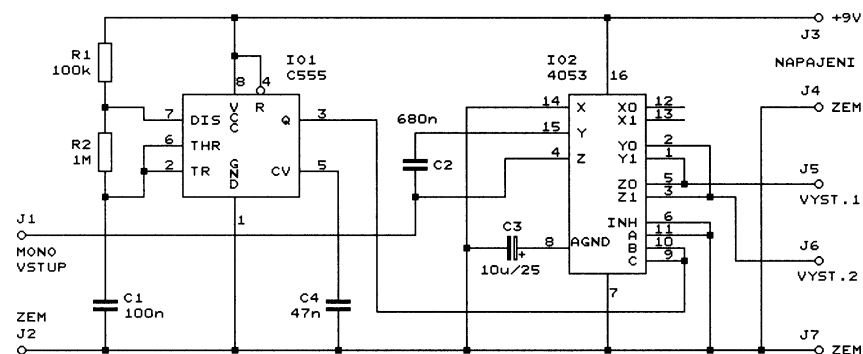 +9V
J3
NAPAJENI
J4
ZEM
J5
VYST.1
J6
VYST.2
J7
ZEM
R1
100k
R2
1M
IO1
C555
8
4
VCC
R
7
DIS
Q
3
6
THR
2
TR
CV
5
GND
1
680n
C2
IO2
4053
16
14
X
X0
12
X1
13
15
Y
Y0
2
4
Z
Y1
1
Z0
5
Z1
3
INH
6
A
11
B
10
C
9
8
AGND
7
C3
+
10u/25
J1
MONO
VSTUP
C1
100n
C4
47n
ZEM
J2